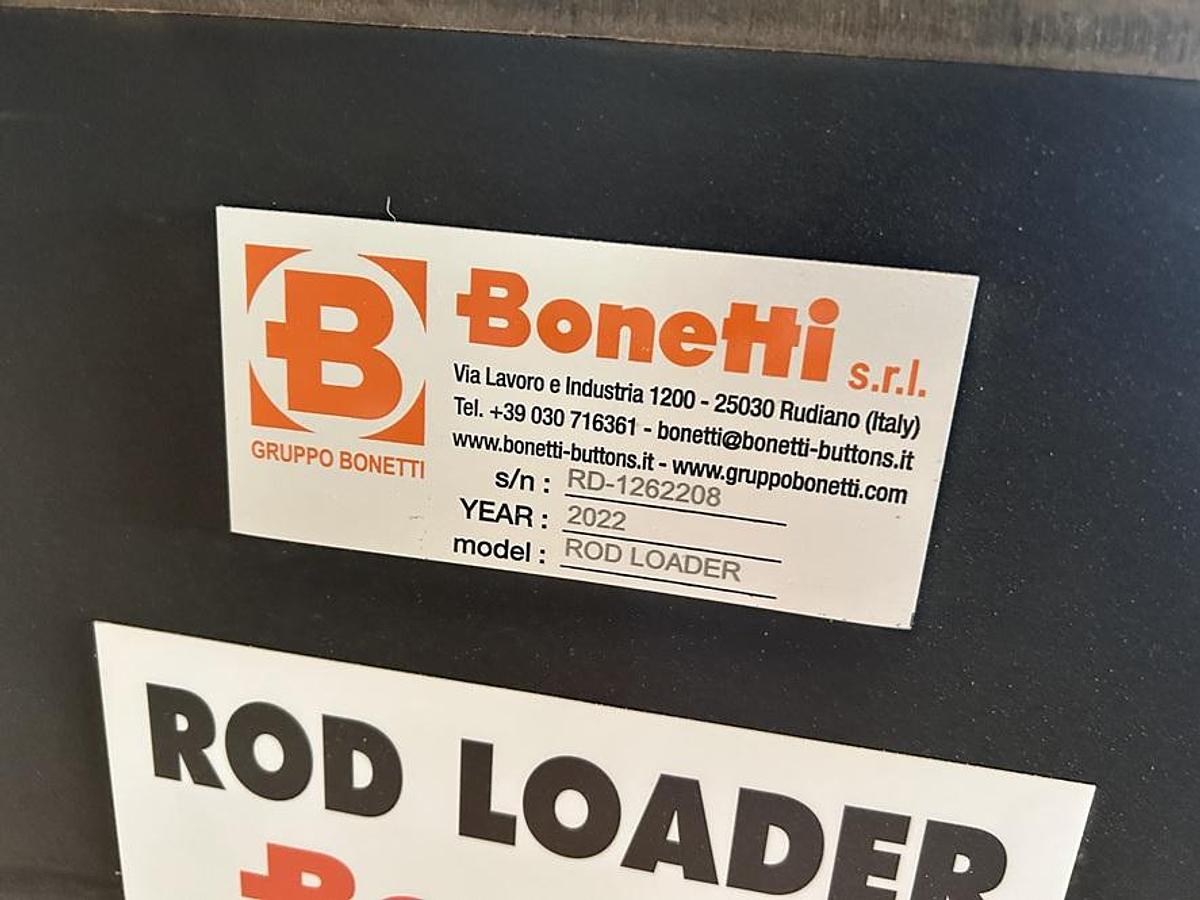 B
GRUPPO BONETTI
Bonetti s.r.l.
Via Lavoro e Industria 1200 - 25030 Rudiano (Italy)
Tel. +39 030 716361 - bonetti@bonetti-buttons.it
www.bonetti-buttons.it - www.gruppobonetti.com
s/n : RD-1262208
YEAR : 2022
model : ROD LOADER
ROD LOADER